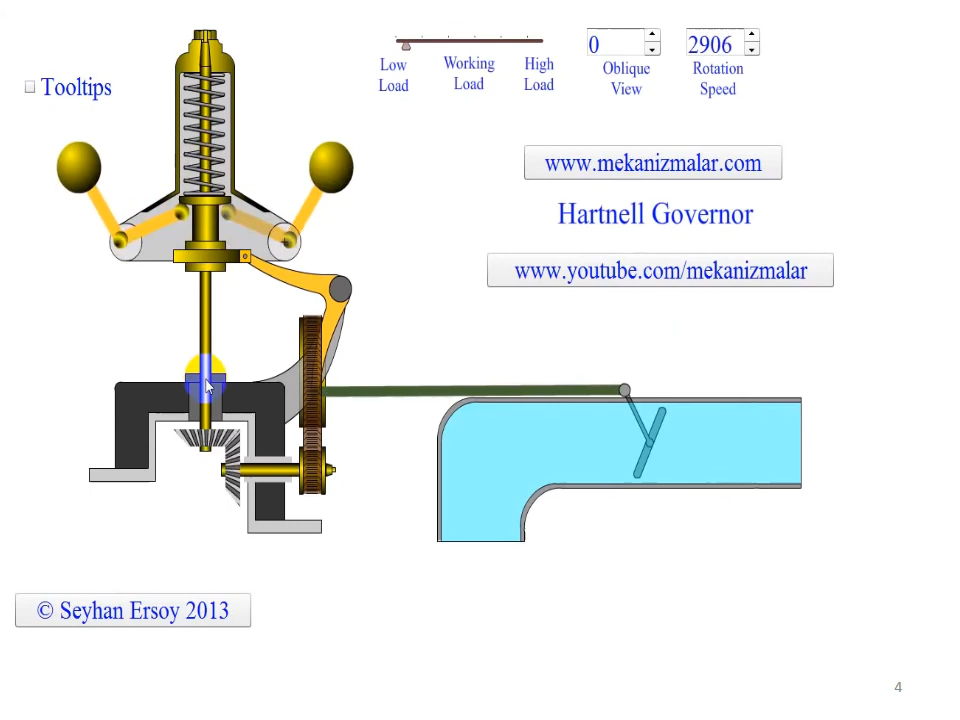 0
2906
Low
Load
Working
Load
High
Load
Oblique
View
Rotation
Speed
Tooltips
www.mekanizmalar.com
Hartnell Governor
www.youtube.com/mekanizmalar
© Seyhan Ersoy 2013
4